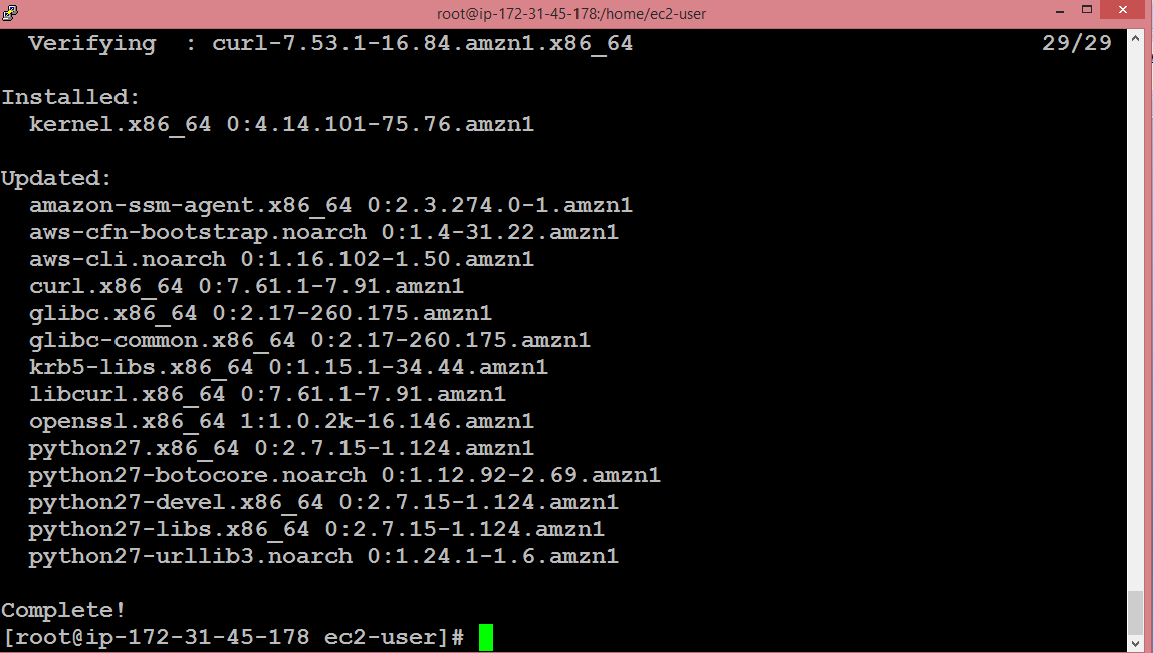 root@ip-172-31-45-178:/home/ec2-user
Verifying : curl-7.53.1-16.84.amzn1.x86_64 29/29
Installed:
kernel.x86_64 0:4.14.101-75.76.amzn1
Updated:
amazon-ssm-agent.x86_64 0:2.3.274.0-1.amzn1
aws-cfn-bootstrap.noarch 0:1.4-31.22.amzn1
aws-cli.noarch 0:1.16.102-1.50.amzn1
curl.x86_64 0:7.61.1-7.91.amzn1
glibc.x86_64 0:2.17-260.175.amzn1
glibc-common.x86_64 0:2.17-260.175.amzn1
krb5-libs.x86_64 0:1.15.1-34.44.amzn1
libcurl.x86_64 0:7.61.1-7.91.amzn1
openssl.x86_64 1:1.0.2k-16.146.amzn1
python27.x86_64 0:2.7.15-1.124.amzn1
python27-botocore.noarch 0:1.12.92-2.69.amzn1
python27-devel.x86_64 0:2.7.15-1.124.amzn1
python27-libs.x86_64 0:2.7.15-1.124.amzn1
python27-urllib3.noarch 0:1.24.1-1.6.amzn1
Complete!
[root@ip-172-31-45-178 ec2-user]#